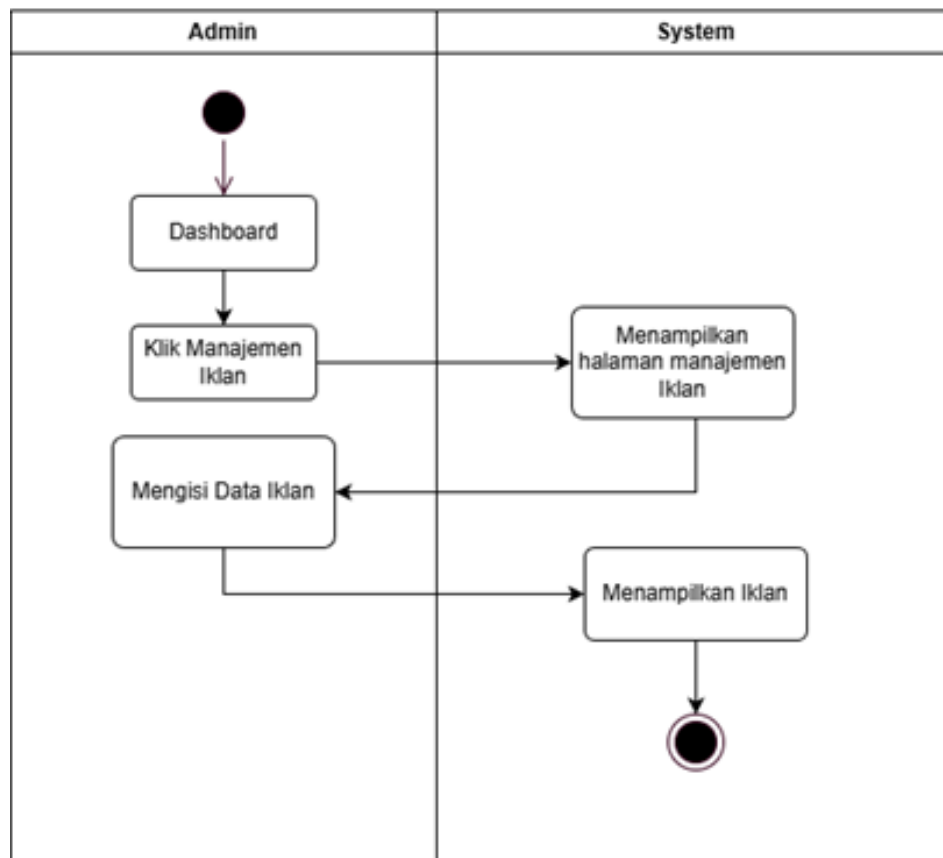 Admin
System
Dashboard
Klik Manajemen
Iklan
Menampilkan
halaman manajemen
Iklan
Mengisi Data Iklan
Menampilkan Iklan